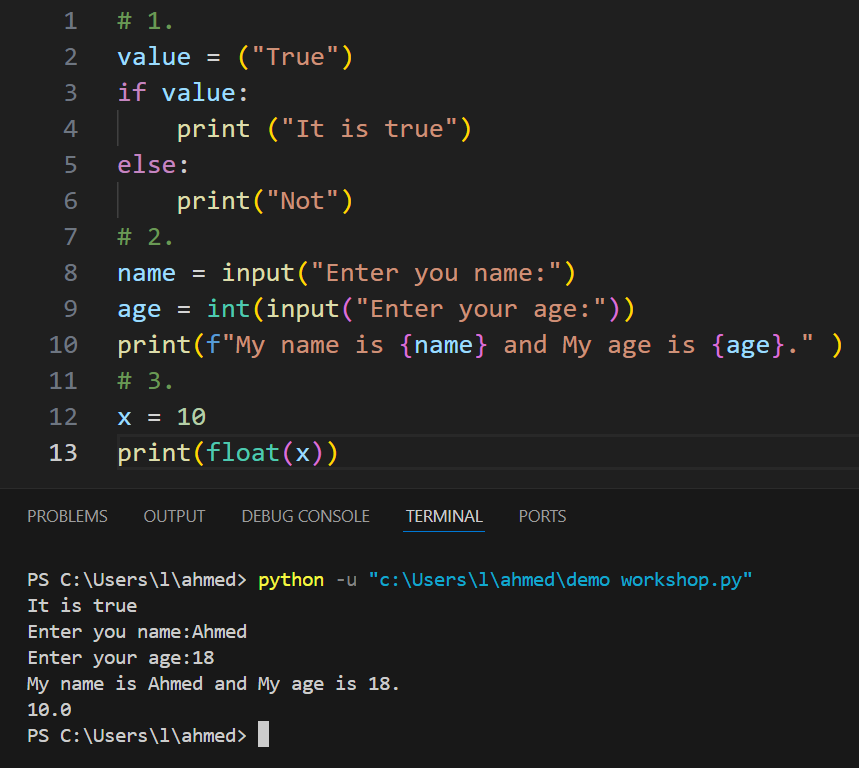 1 # 1.
2 value = ("True")
3 if value:
4     print ("It is true")
5 else:
6     print("Not")
7 # 2.
8 name = input("Enter you name:")
9 age = int(input("Enter your age:"))
10 print(f"My name is {name} and My age is {age}." )
11 # 3.
12 x = 10
13 print(float(x))
PROBLEMS OUTPUT DEBUG CONSOLE TERMINAL PORTS
PS C:\Users\l\ahmed> python -u "c:\Users\l\ahmed\demo workshop.py"
It is true
Enter you name:Ahmed
Enter your age:18
My name is Ahmed and My age is 18.
10.0
PS C:\Users\l\ahmed>